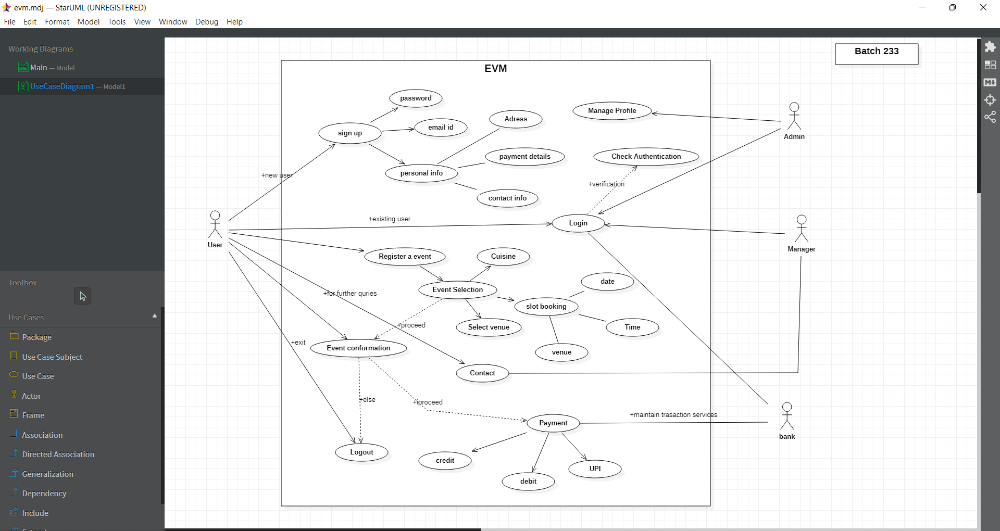 evm.mdj — StarUML (UNREGISTERED)
File Edit Format Model Tools View Window Debug Help
Working Diagrams
Main — Model
UseCaseDiagram1 — Model1
Toolbox
Use Cases
Package
Use Case Subject
Use Case
Actor
Frame
Association
Directed Association
Generalization
Dependency
Include
Batch 233
EVM
password
Manage Profile
Adress
email id
sign up
Admin
payment details
Check Authentication
personal info
+new user
+verification
contact info
+existing user
Login
User
Manager
Register a event
Cuisine
date
Event Selection
+for further quries
slot booking
+proceed
Select venue
Time
+exit
Event conformation
venue
Contact
+else
+iproceed
+maintain trasaction services
Payment
bank
Logout
credit
UPI
debit
M